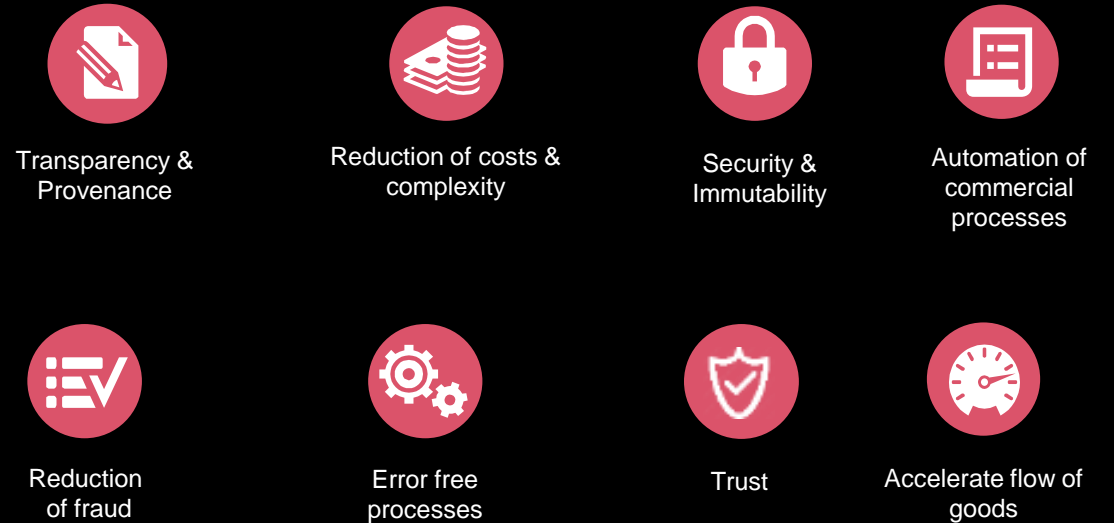 Transparency &
Provenance
Reduction of costs &
complexity
Security &
Immutability
Automation of
commercial
processes
Reduction
of fraud
Error free
processes
Trust
Accelerate flow of
goods